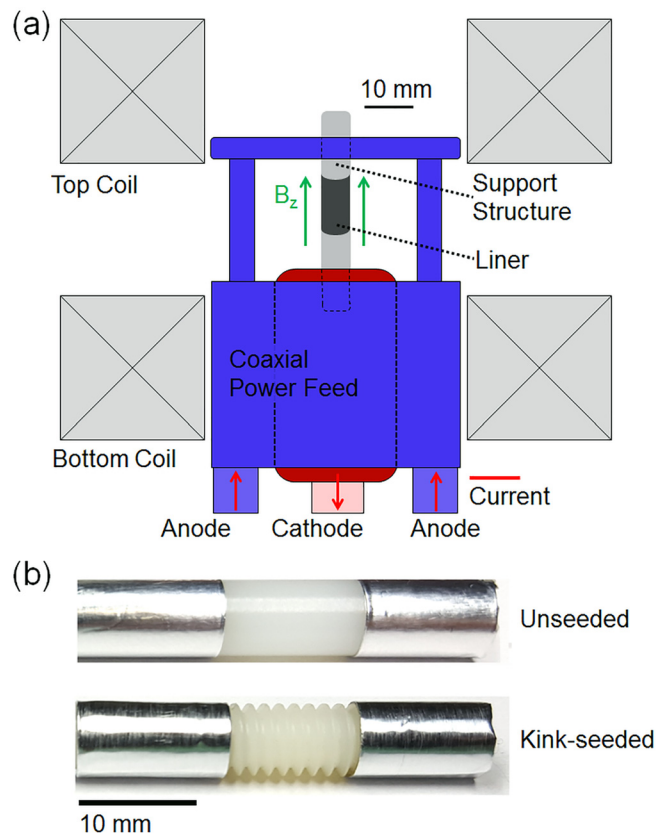 (a)
10 mm
Top Coil
B_z
Support
Structure
Liner
Coaxial
Power Feed
Bottom Coil
Current
Anode
Cathode
Anode
(b)
Unseeded
Kink-seeded
10 mm